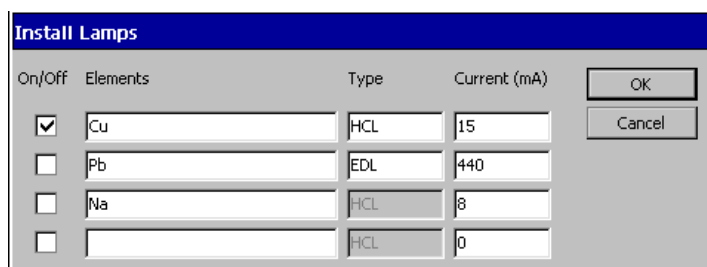 Install Lamps
On/Off Elements Type Current (mA)
OK
Cu HCL 15
Cancel
Pb EDL 440
Na HCL 8
HCL 0